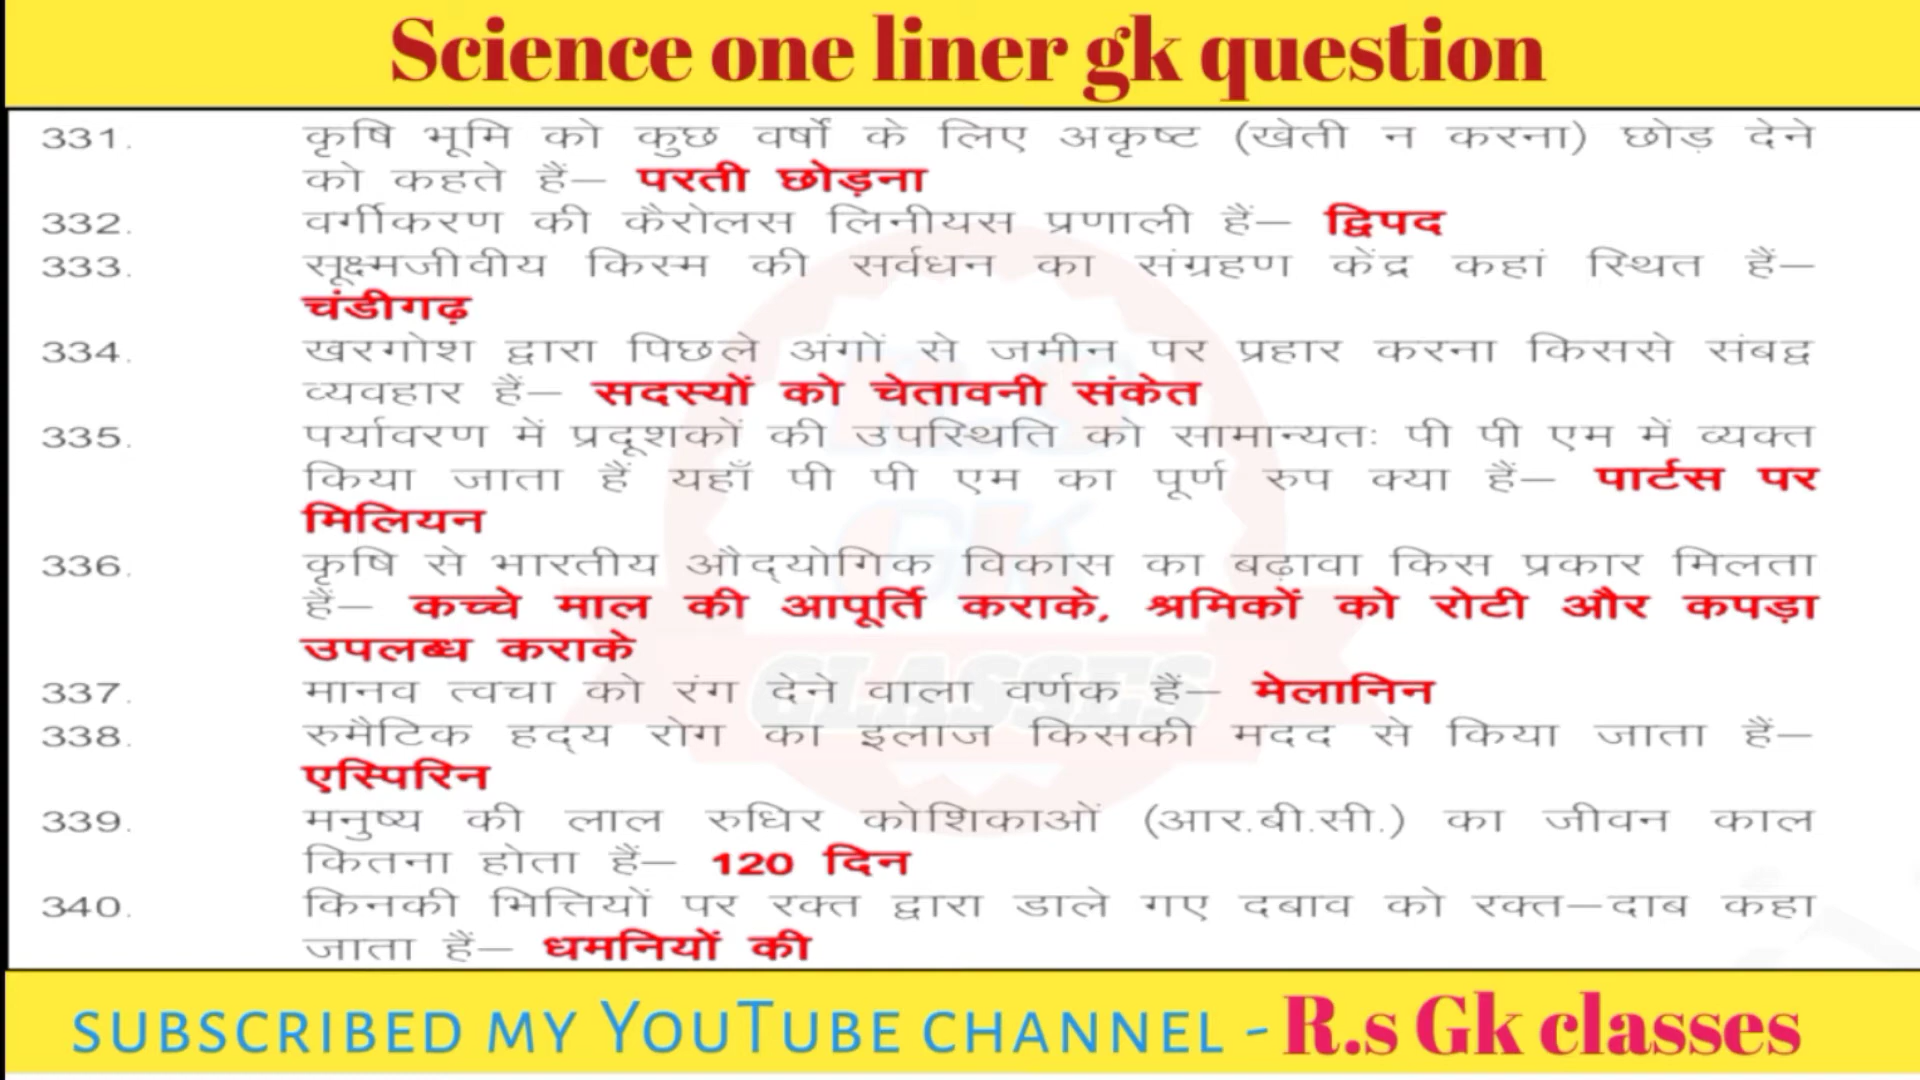 Science one liner gk question
331. कृषि भूमि को कुछ वर्षों के लिए अकृष्ट (खेती न करना) छोड़ देने
को कहते हैं– परती छोड़ना
332. वर्गीकरण की कैरोलस लिनीयस प्रणाली हैं– द्विपद
333. सूक्ष्मजीवीय किस्म की सर्वधन का संग्रहण केंद्र कहां स्थित हैं–
चंडीगढ़
334. खरगोश द्वारा पिछले अंगों से जमीन पर प्रहार करना किससे संबद्व
व्यवहार हैं– सदस्यों को चेतावनी संकेत
335. पर्यावरण में प्रदूशकों की उपस्थिति को सामान्यतः पी पी एम में व्यक्त
किया जाता हैं यहाँ पी पी एम का पूर्ण रुप क्या हैं– पार्टस पर
मिलियन
336. कृषि से भारतीय औद्योगिक विकास का बढ़ावा किस प्रकार मिलता
हैं– कच्चे माल की आपूर्ति कराके, श्रमिकों को रोटी और कपड़ा
उपलब्ध कराके
337. मानव त्वचा को रंग देने वाला वर्णक हैं– मेलानिन
338. रुमैटिक हद्य रोग का इलाज किसकी मदद से किया जाता हैं–
एस्पिरिन
339. मनुष्य की लाल रुधिर कोशिकाओं (आर.बी.सी.) का जीवन काल
कितना होता हैं– 120 दिन
340. किनकी भित्तियों पर रक्त द्वारा डाले गए दबाव को रक्त–दाब कहा
जाता हैं– धमनियों की
GK
CLASSES
SUBSCRIBED MY YOUTUBE CHANNEL - R.s Gk classes